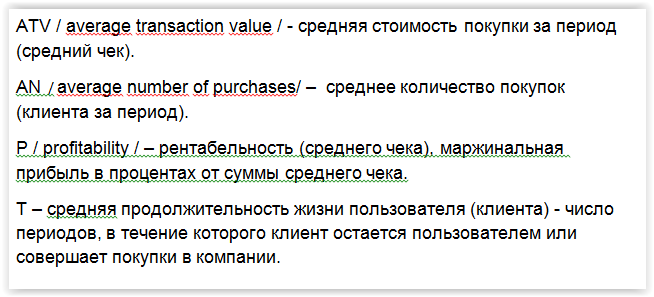 ATV / average transaction value / - средняя стоимость покупки за период
(средний чек).
AN / average number of purchases/ – среднее количество покупок
(клиента за период).
P / profitability / – рентабельность (среднего чека), маржинальная
прибыль в процентах от суммы среднего чека.
T – средняя продолжительность жизни пользователя (клиента) - число
периодов, в течение которого клиент остается пользователем или
совершает покупки в компании.